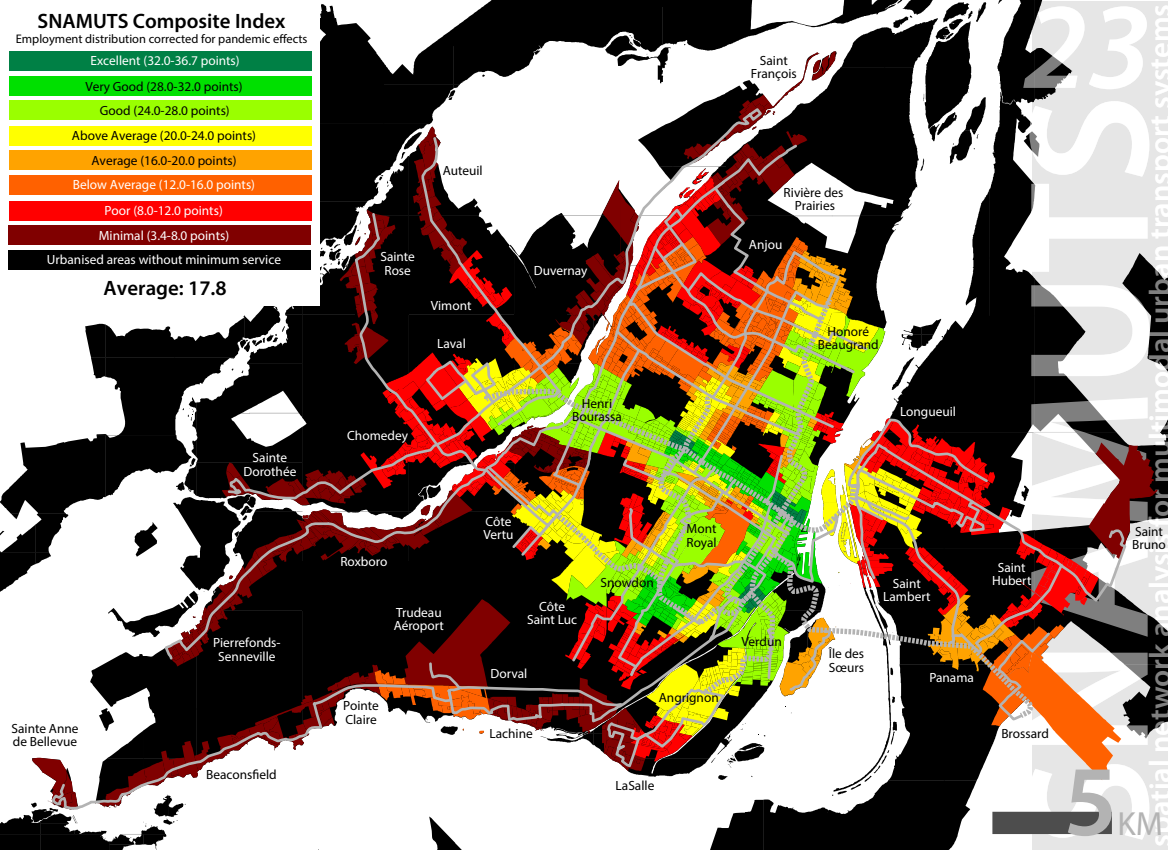 SNAMUTS Composite Index
Employment distribution corrected for pandemic effects
Excellent (32.0-36.7 points)
Very Good (28.0-32.0 points)
Good (24.0-28.0 points)
Above Average (20.0-24.0 points)
Average (16.0-20.0 points)
Below Average (12.0-16.0 points)
Poor (8.0-12.0 points)
Minimal (3.4-8.0 points)
Urbanised areas without minimum service
Average: 17.8
Saint
François
Auteuil
Rivière des
Prairies
Anjou
Sainte
Rose
Duvernay
Vimont
Honoré
Beaugrand
Laval
Henri
Bourassa
Longueuil
Chomedey
Sainte
Dorothée
Côte
Vertu
Mont
Royal
Saint
Bruno
Roxboro
Saint
Hubert
Snowdon
Saint
Lambert
Côte
Saint Luc
Trudeau
Aéroport
Pierrefonds-
Senneville
Verdun
Île des
Sœurs
Dorval
Panama
Angrignon
Pointe
Claire
Sainte Anne
de Bellevue
Lachine
Brossard
Beaconsfield
LaSalle
5 KM
SNAMUTS 23
spatial network analysis for multimodal urban transport systems